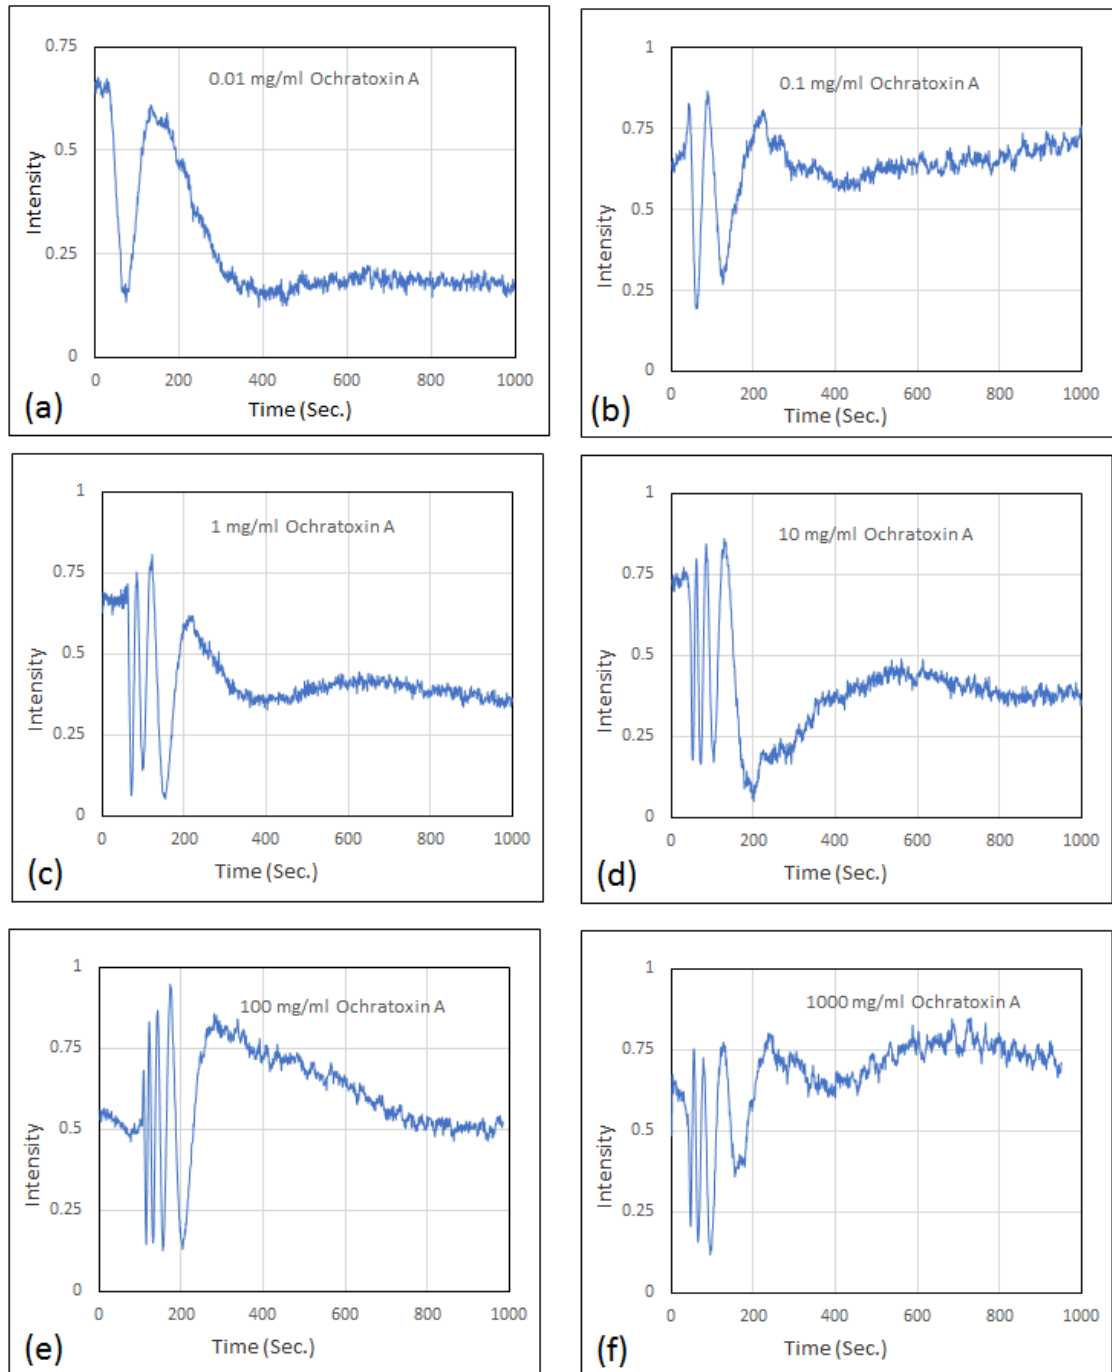 0.75
0.01 mg/ml Ochratoxin A
0.5
Intensity
0.25
0
0 200 400 600 800 1000
(a)
Time (Sec.)
1
0.1 mg/ml Ochratoxin A
0.75
0.5
Intensity
0.25
0
0 200 400 600 800 1000
(b)
Time (Sec.)
1
1 mg/ml Ochratoxin A
0.75
0.5
Intensity
0.25
0
0 200 400 600 800 1000
(c)
Time (Sec.)
1
10 mg/ml Ochratoxin A
0.75
0.5
Intensity
0.25
0
0 200 400 600 800 1000
(d)
Time (Sec.)
1
100 mg/ml Ochratoxin A
0.75
0.5
Intensity
0.25
0
0 200 400 600 800 1000
(e)
Time (Sec.)
1
1000 mg/ml Ochratoxin A
0.75
0.5
Intensity
0.25
0
0 200 400 600 800 1000
(f)
Time (Sec.)